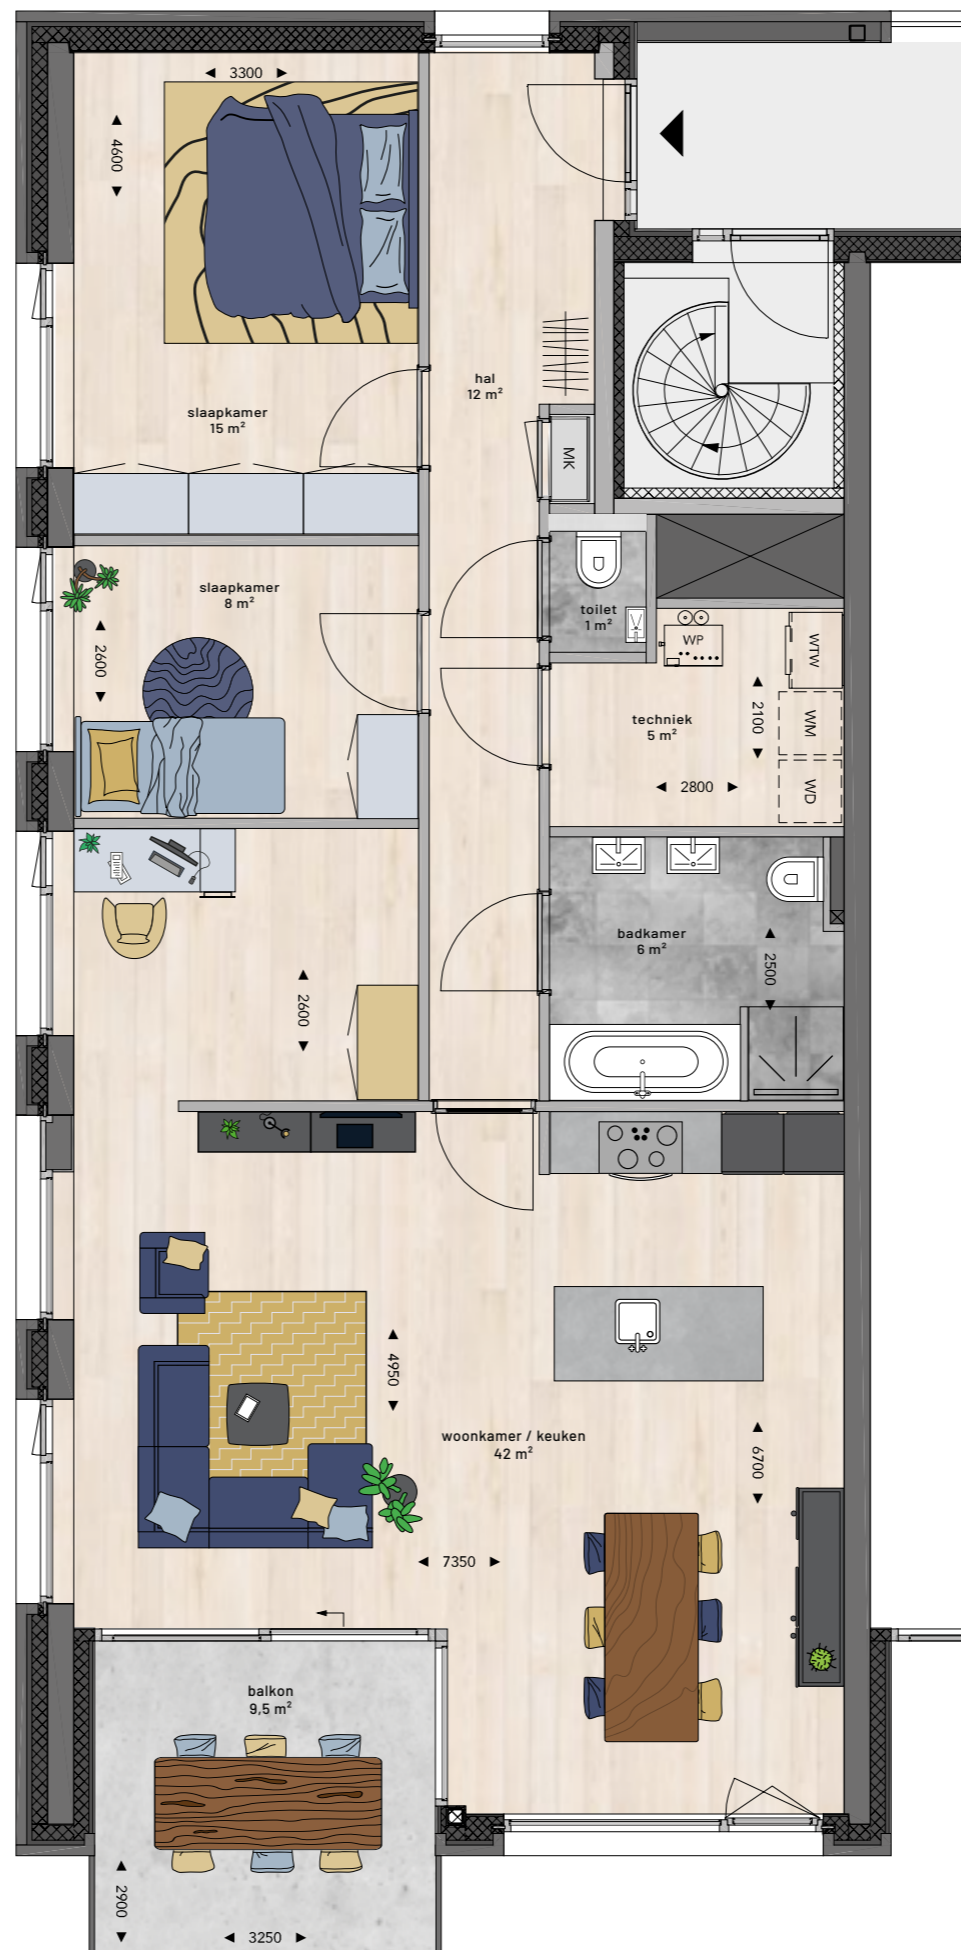 3300
4600
slaapkamer
15 m²
hal
12 m²
MK
slaapkamer
8 m²
2600
toilet
1 m²
WP
WTW
techniek
5 m²
2100
WM
2800
WD
badkamer
6 m²
2500
2600
4950
woonkamer / keuken
42 m²
6700
7350
balkon
9,5 m²
2900
3250